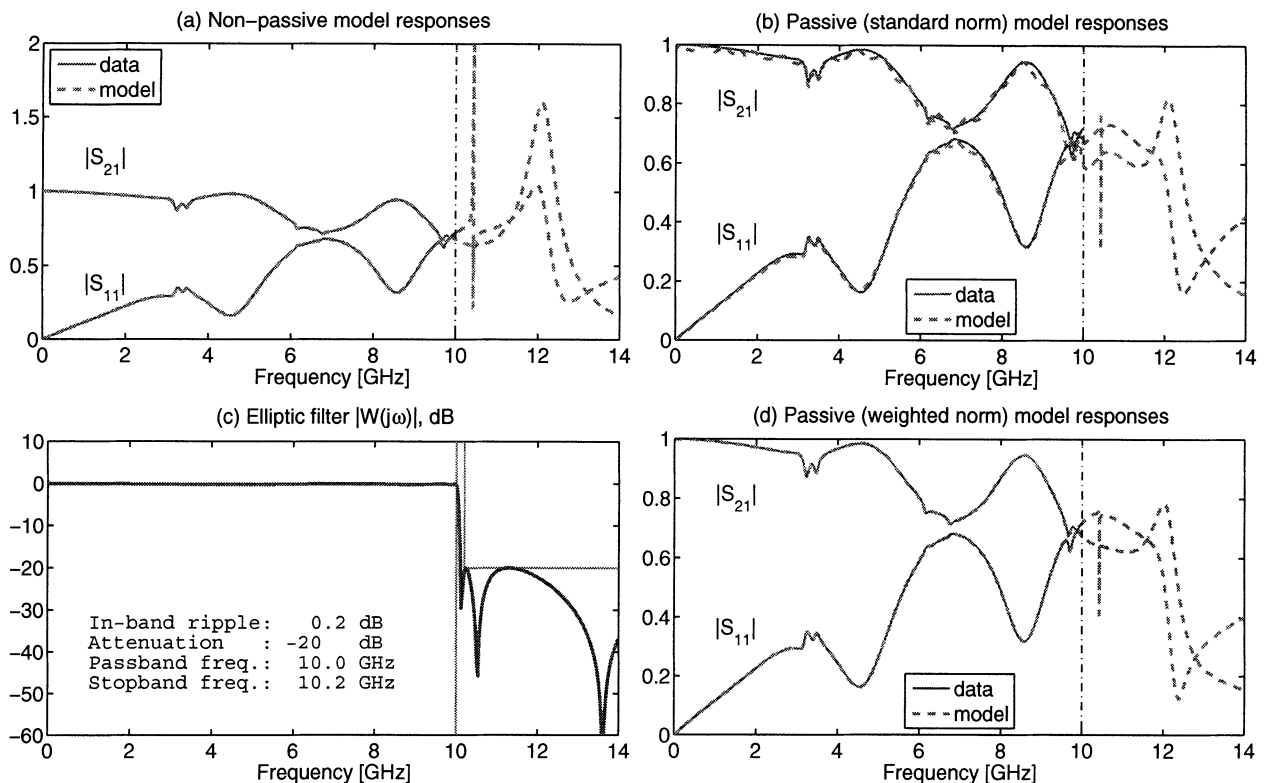 (a) Non-passive model responses
2
1.5
1
0.5
0
data
model
|S21|
|S11|
0 2 4 6 8 10 12 14
Frequency [GHz]
(b) Passive (standard norm) model responses
1
0.8
0.6
0.4
0.2
0
|S21|
|S11|
data
model
0 2 4 6 8 10 12 14
Frequency [GHz]
(c) Elliptic filter |W(jω)|, dB
10
0
-10
-20
-30
-40
-50
-60
In-band ripple: 0.2 dB
Attenuation : -20 dB
Passband freq.: 10.0 GHz
Stopband freq.: 10.2 GHz
0 2 4 6 8 10 12 14
Frequency [GHz]
(d) Passive (weighted norm) model responses
1
0.8
0.6
0.4
0.2
0
|S21|
|S11|
data
model
0 2 4 6 8 10 12 14
Frequency [GHz]